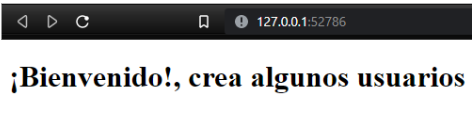 127.0.0.1:52786
¡Bienvenido!, crea algunos usuarios